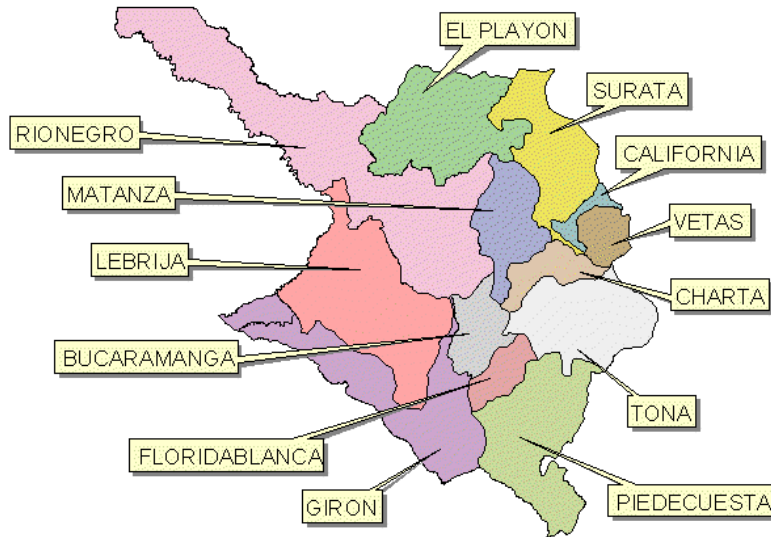 EL PLAYON
SURATA
RIONEGRO
CALIFORNIA
MATANZA
VETAS
LEBRIJA
CHARTA
BUCARAMANGA
TONA
FLORIDABLANCA
GIRON
PIEDECUESTA